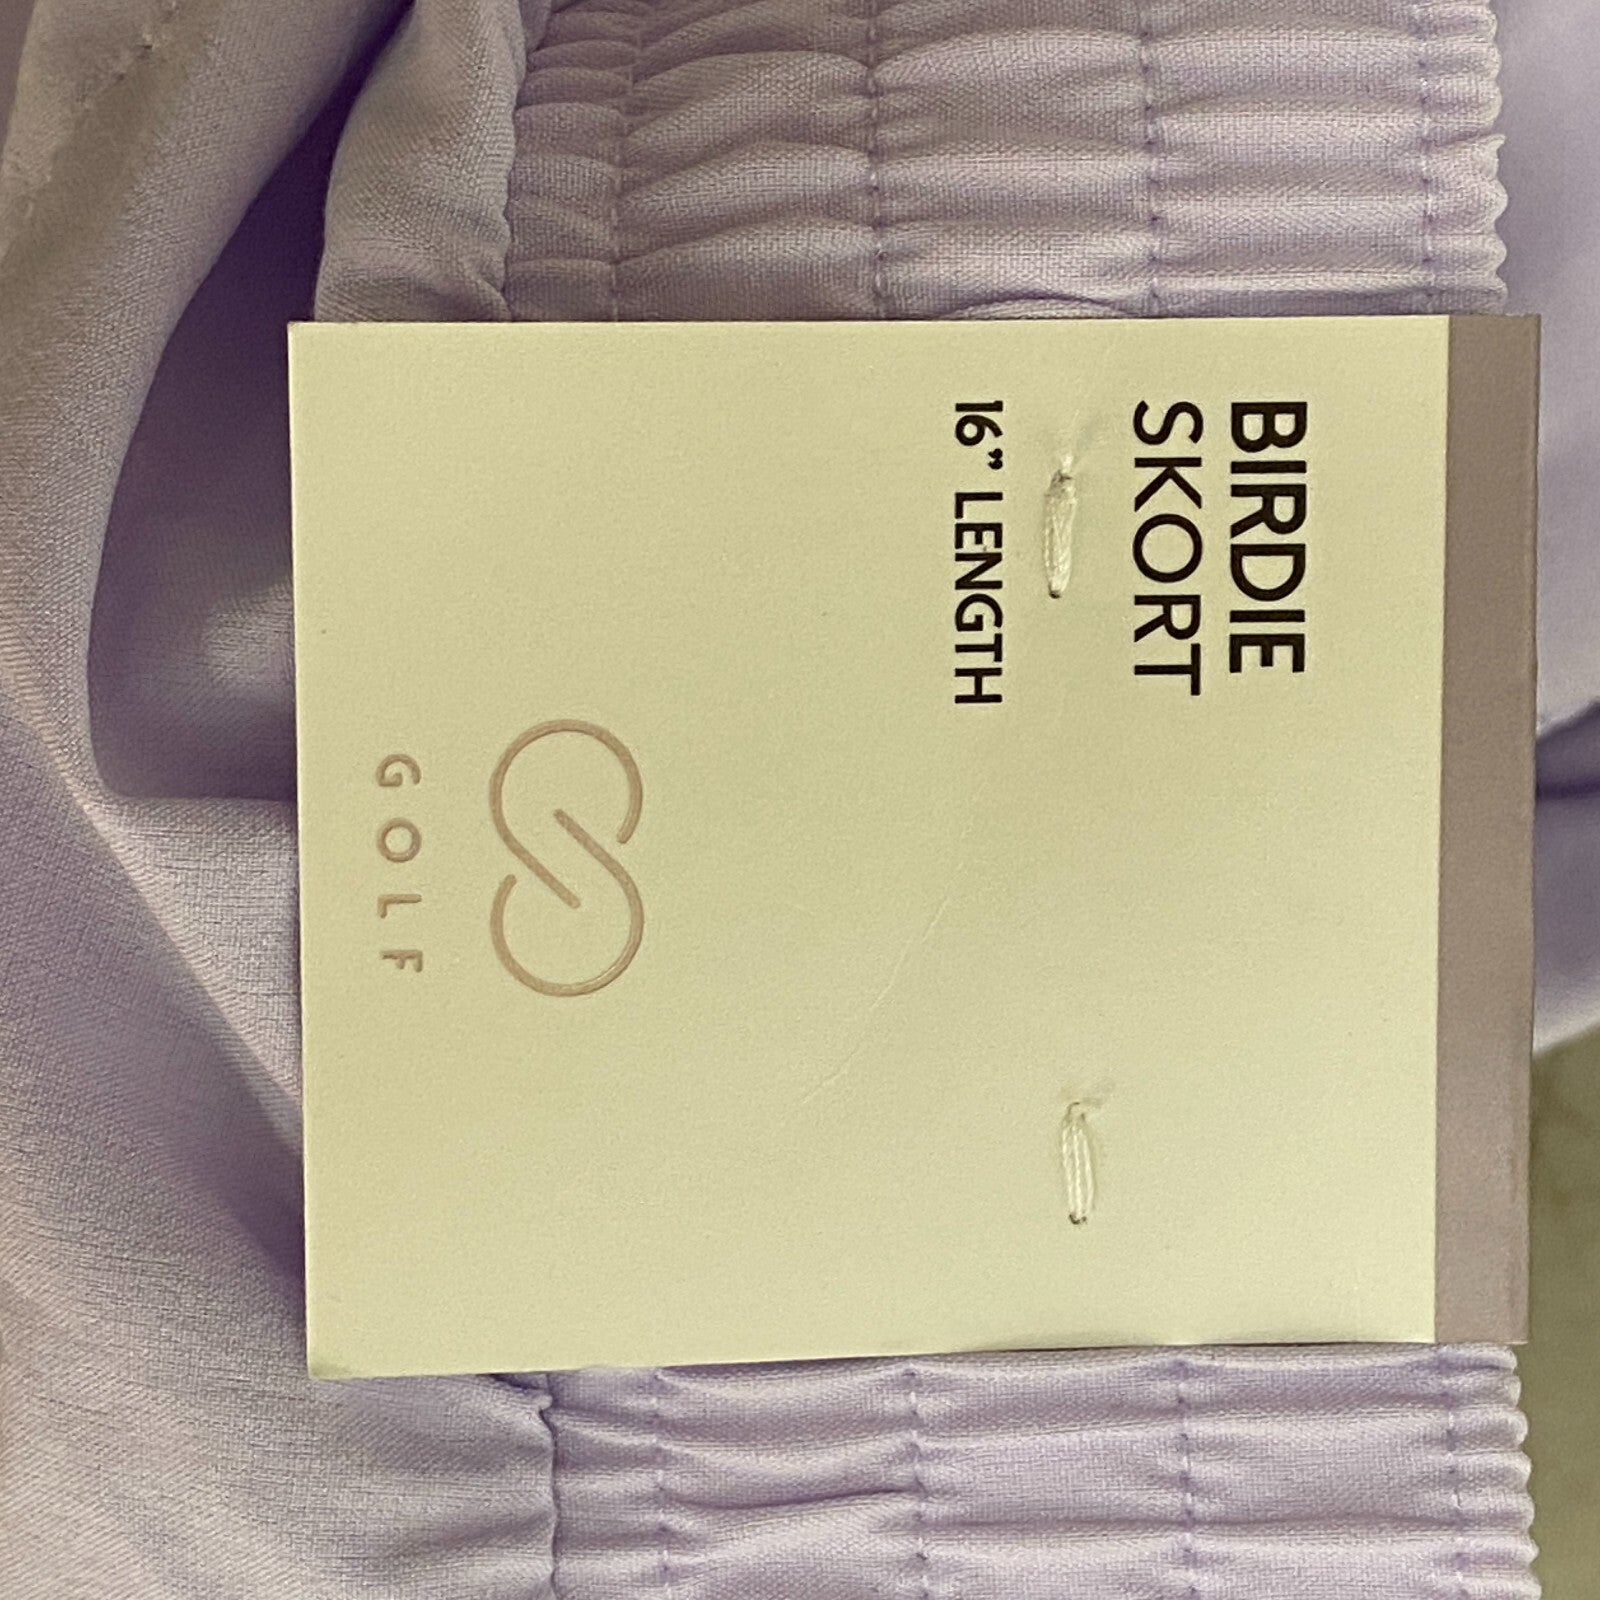 BIRDIE
SKORT
16” LENGTH
GOLF